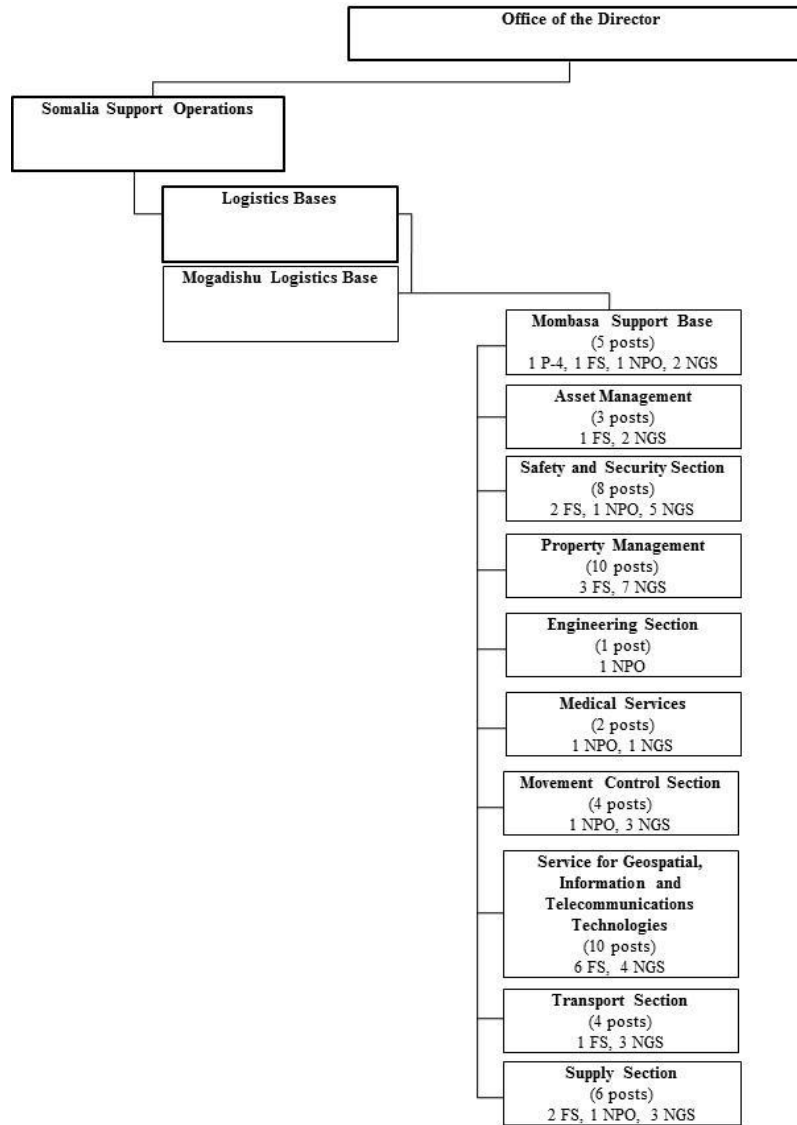 Office of the Director
Somalia Support Operations
Logistics Bases
Mogadishu Logistics Base
Mombasa Support Base
(5 posts)
1 P-4, 1 FS, 1 NPO, 2 NGS
Asset Management
(3 posts)
1 FS, 2 NGS
Safety and Security Section
(8 posts)
2 FS, 1 NPO, 5 NGS
Property Management
(10 posts)
3 FS, 7 NGS
Engineering Section
(1 post)
1 NPO
Medical Services
(2 posts)
1 NPO, 1 NGS
Movement Control Section
(4 posts)
1 NPO, 3 NGS
Service for Geospatial,
Information and
Telecommunications
Technologies
(10 posts)
6 FS, 4 NGS
Transport Section
(4 posts)
1 FS, 3 NGS
Supply Section
(6 posts)
2 FS, 1 NPO, 3 NGS